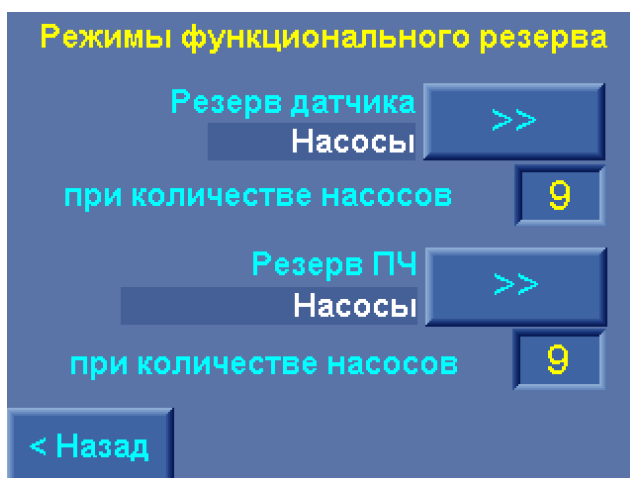 Режимы функционального резерва
Резерв датчика
>>
Насосы
при количестве насосов 9
Резерв ПЧ
>>
Насосы
при количестве насосов 9
< Назад